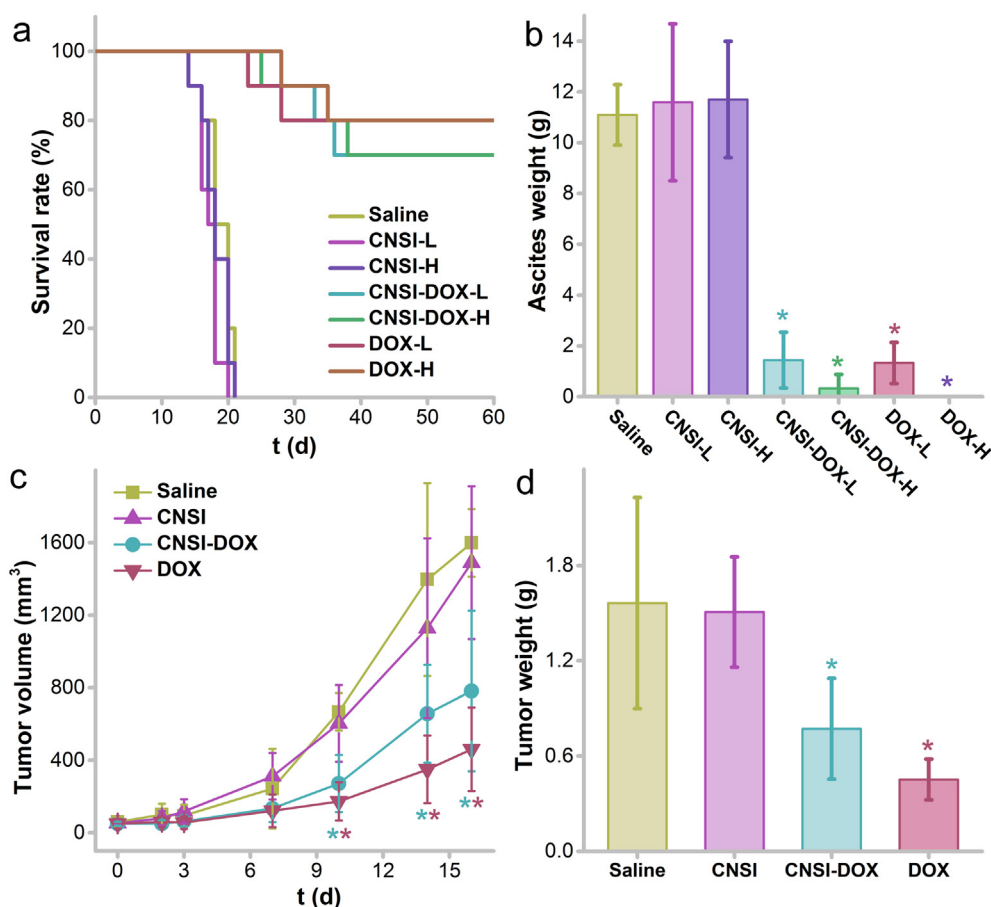 a
Survival rate (%)
100
80
60
40
20
0
0 10 20 30 40 50 60
t (d)
Saline
CNSI-L
CNSI-H
CNSI-DOX-L
CNSI-DOX-H
DOX-L
DOX-H
b
Ascites weight (g)
14
12
10
8
6
4
2
0
* * * *
Saline CNSI-L CNSI-H CNSI-DOX-L CNSI-DOX-H DOX-L DOX-H
c
Tumor volume (mm³)
1600
1200
800
400
0
0 3 6 9 12 15
t (d)
Saline
CNSI
CNSI-DOX
DOX
** ** **
d
Tumor weight (g)
1.8
1.2
0.6
0.0
* *
Saline CNSI CNSI-DOX DOX